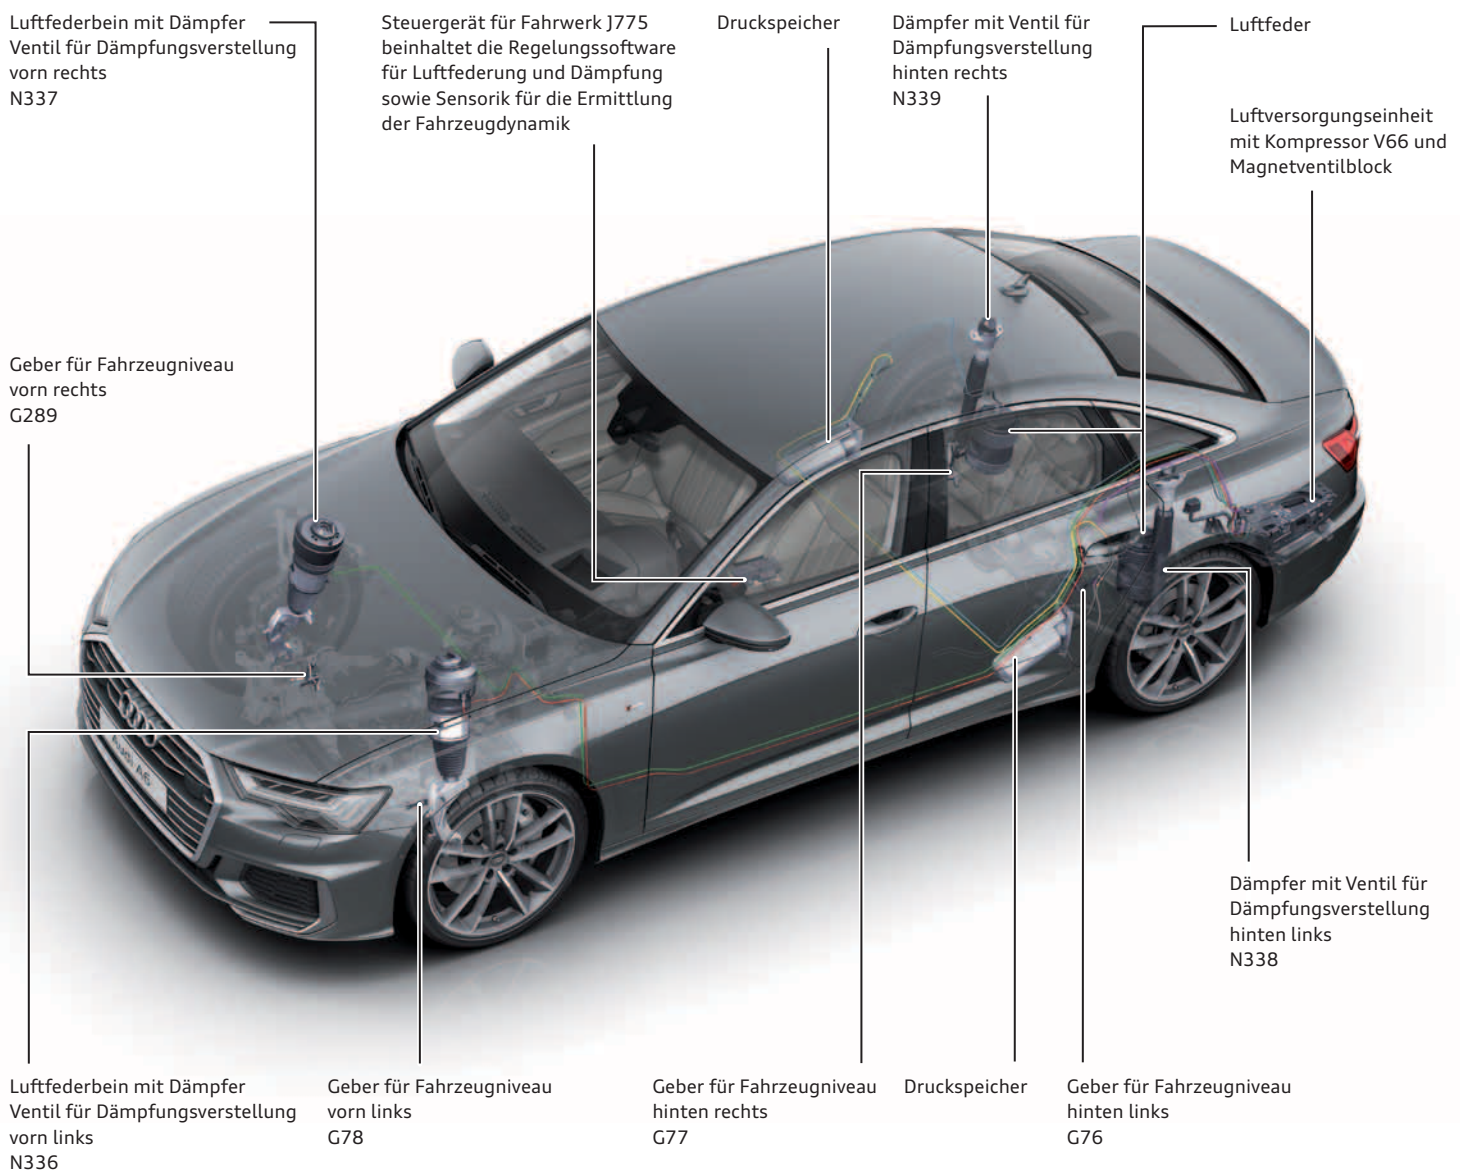 Luftfederbein mit Dämpfer
Ventil für Dämpfungsverstellung
vorn rechts
N337
Steuergerät für Fahrwerk J775
beinhaltet die Regelungssoftware
für Luftfederung und Dämpfung
sowie Sensorik für die Ermittlung
der Fahrzeugdynamik
Druckspeicher
Dämpfer mit Ventil für
Dämpfungsverstellung
hinten rechts
N339
Luftfeder
Luftversorgungseinheit
mit Kompressor V66 und
Magnetventilblock
Geber für Fahrzeugniveau
vorn rechts
G289
Audi A6
Dämpfer mit Ventil für
Dämpfungsverstellung
hinten links
N338
Luftfederbein mit Dämpfer
Ventil für Dämpfungsverstellung
vorn links
N336
Geber für Fahrzeugniveau
vorn links
G78
Geber für Fahrzeugniveau
hinten rechts
G77
Druckspeicher
Geber für Fahrzeugniveau
hinten links
G76